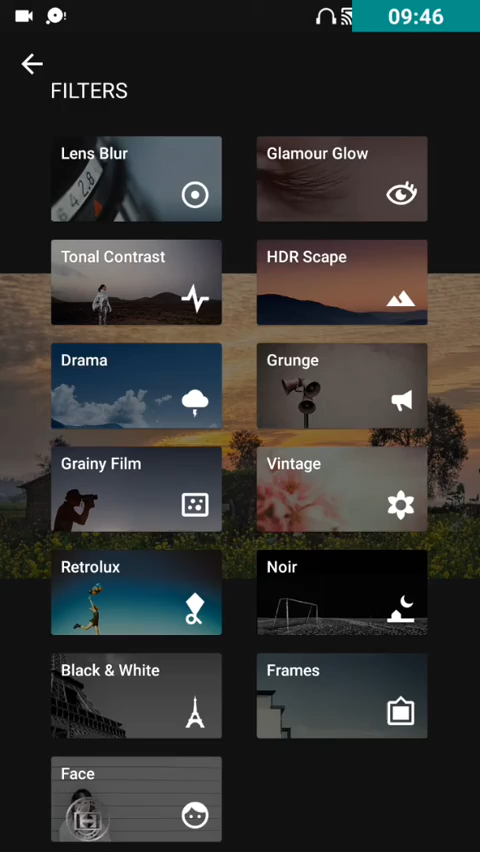 09:46
FILTERS
Lens Blur
Glamour Glow
Tonal Contrast
HDR Scape
Drama
Grunge
Grainy Film
Vintage
Retrolux
Noir
Black & White
Frames
Face